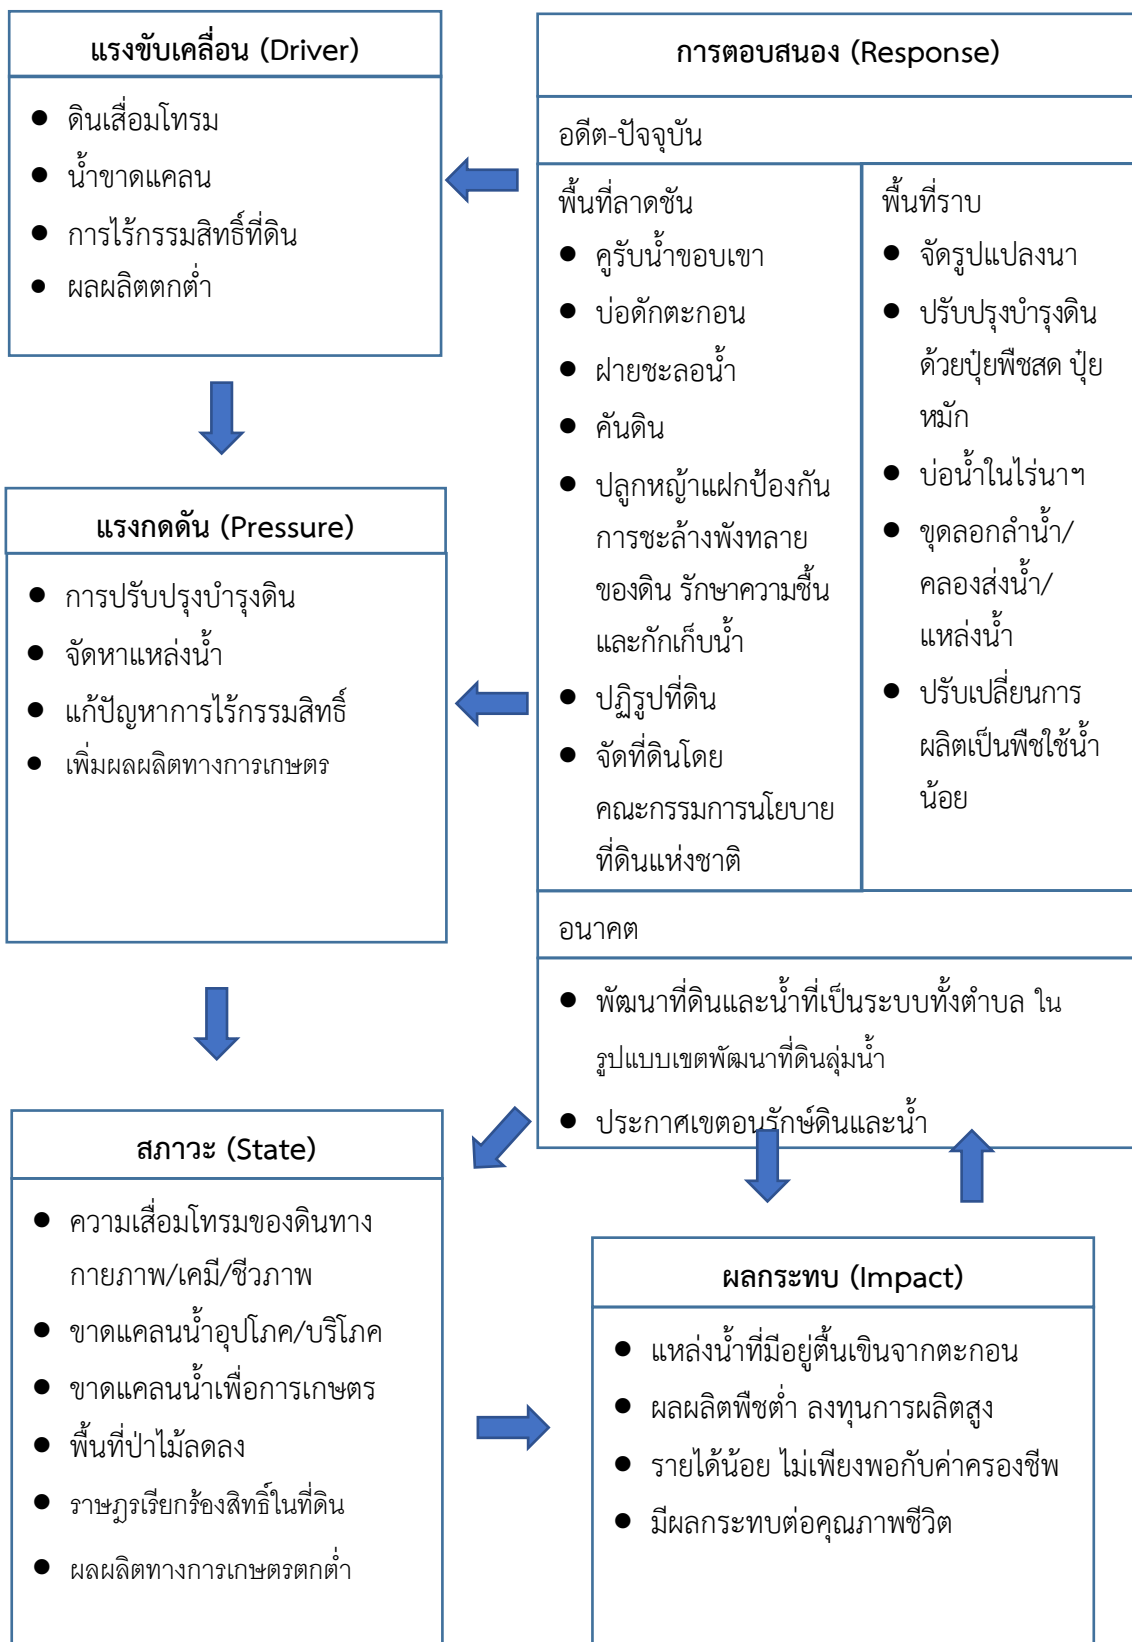 แรงขับเคลื่อน (Driver)
● ดินเสื่อมโทรม
● น้ำขาดแคลน
● การไร้กรรมสิทธิ์ที่ดิน
● ผลผลิตตกต่ำ
แรงกดดัน (Pressure)
● การปรับปรุงบำรุงดิน
● จัดหาแหล่งน้ำ
● แก้ปัญหาการไร้กรรมสิทธิ์
● เพิ่มผลผลิตทางการเกษตร
สภาวะ (State)
● ความเสื่อมโทรมของดินทาง
กายภาพ/เคมี/ชีวภาพ
● ขาดแคลนน้ำอุปโภค/บริโภค
● ขาดแคลนน้ำเพื่อการเกษตร
● พื้นที่ป่าไม้ลดลง
● ราษฎรเรียกร้องสิทธิ์ในที่ดิน
● ผลผลิตทางการเกษตรตกต่ำ
การตอบสนอง (Response)
อดีต-ปัจจุบัน
พื้นที่ลาดชัน
● คูรับน้ำขอบเขา
● บ่อดักตะกอน
● ฝายชะลอน้ำ
● คันดิน
● ปลูกหญ้าแฝกป้องกัน
การชะล้างพังทลาย
ของดิน รักษาความชื้น
และกักเก็บน้ำ
● ปฏิรูปที่ดิน
● จัดที่ดินโดย
คณะกรรมการนโยบาย
ที่ดินแห่งชาติ
พื้นที่ราบ
● จัดรูปแปลงนา
● ปรับปรุงบำรุงดิน
ด้วยปุ๋ยพืชสด ปุ๋ย
หมัก
● บ่อน้ำในไร่นาฯ
● ขุดลอกลำน้ำ/
คลองส่งน้ำ/
แหล่งน้ำ
● ปรับเปลี่ยนการ
ผลิตเป็นพืชใช้น้ำ
น้อย
อนาคต
● พัฒนาที่ดินและน้ำที่เป็นระบบทั้งตำบล ใน
รูปแบบเขตพัฒนาที่ดินลุ่มน้ำ
● ประกาศเขตอนุรักษ์ดินและน้ำ
ผลกระทบ (Impact)
● แหล่งน้ำที่มีอยู่ตื้นเขินจากตะกอน
● ผลผลิตพืชต่ำ ลงทุนการผลิตสูง
● รายได้น้อย ไม่เพียงพอกับค่าครองชีพ
● มีผลกระทบต่อคุณภาพชีวิต